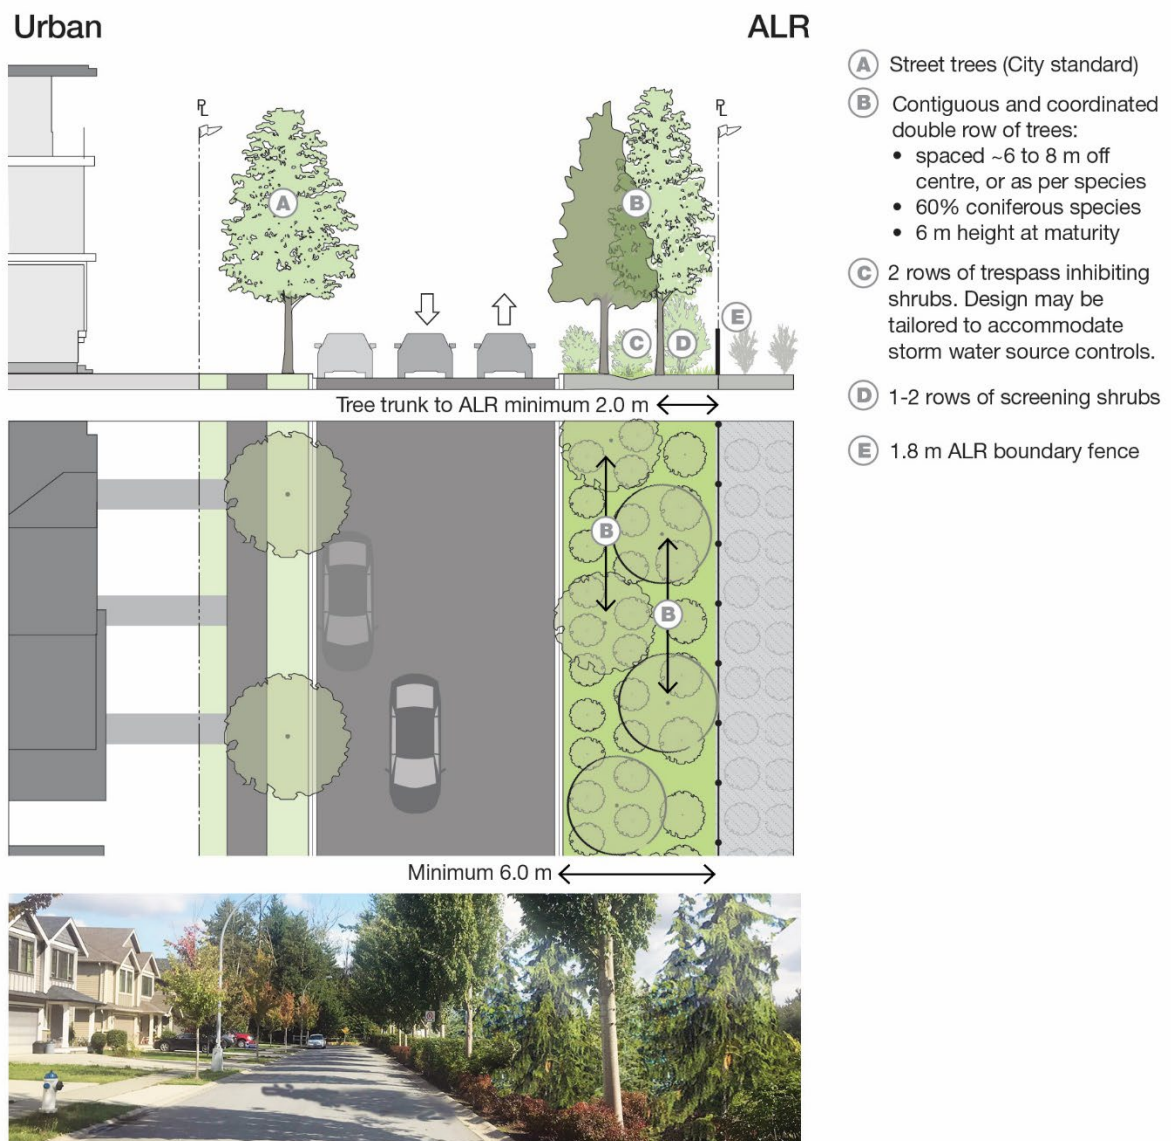 Urban
ALR
℄
℄
A
B
C
D
E
Tree trunk to ALR minimum 2.0 m
B
B
Minimum 6.0 m
A Street trees (City standard)
B Contiguous and coordinated
double row of trees:
• spaced ~6 to 8 m off
centre, or as per species
• 60% coniferous species
• 6 m height at maturity
C 2 rows of trespass inhibiting
shrubs. Design may be
tailored to accommodate
storm water source controls.
D 1-2 rows of screening shrubs
E 1.8 m ALR boundary fence